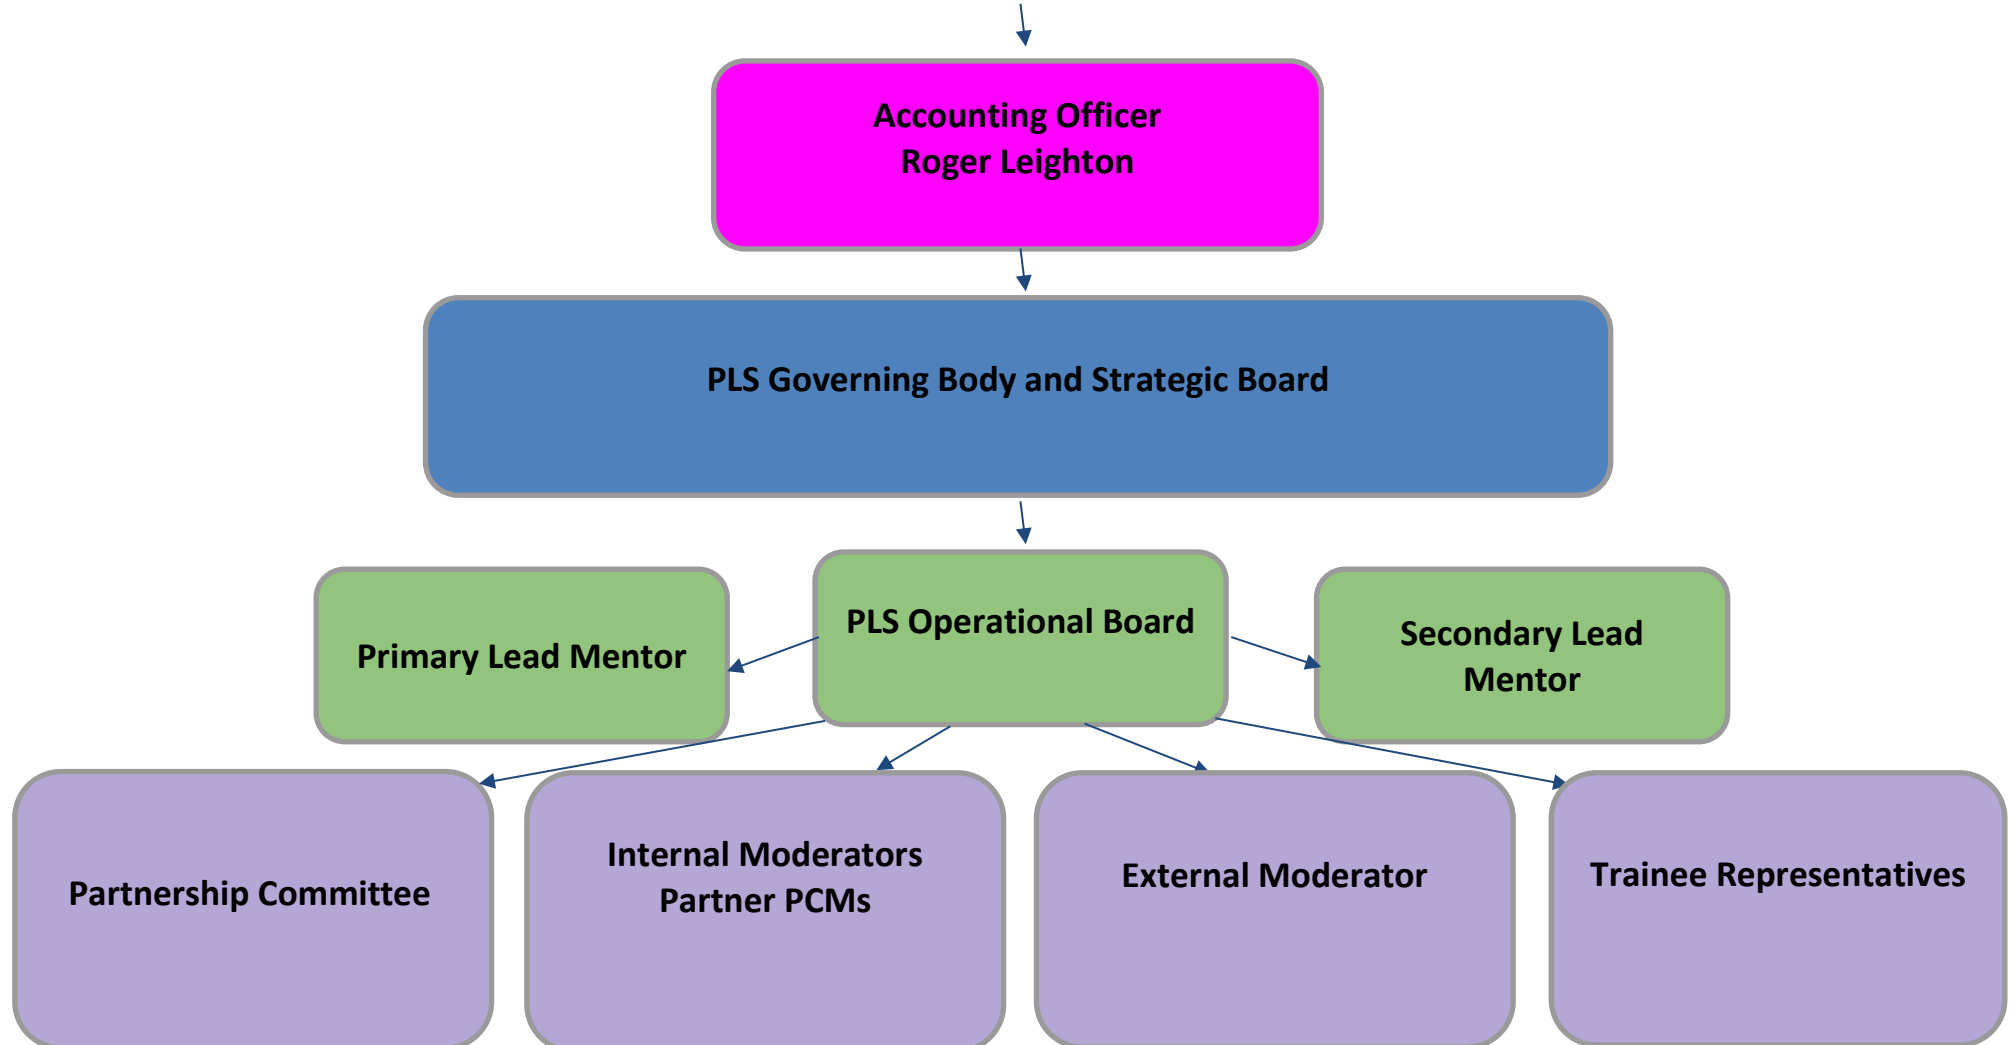 Accounting Officer
Roger Leighton
PLS Governing Body and Strategic Board
PLS Operational Board
Primary Lead Mentor
Secondary Lead
Mentor
Partnership Committee
Internal Moderators
Partner PCMs
External Moderator
Trainee Representatives